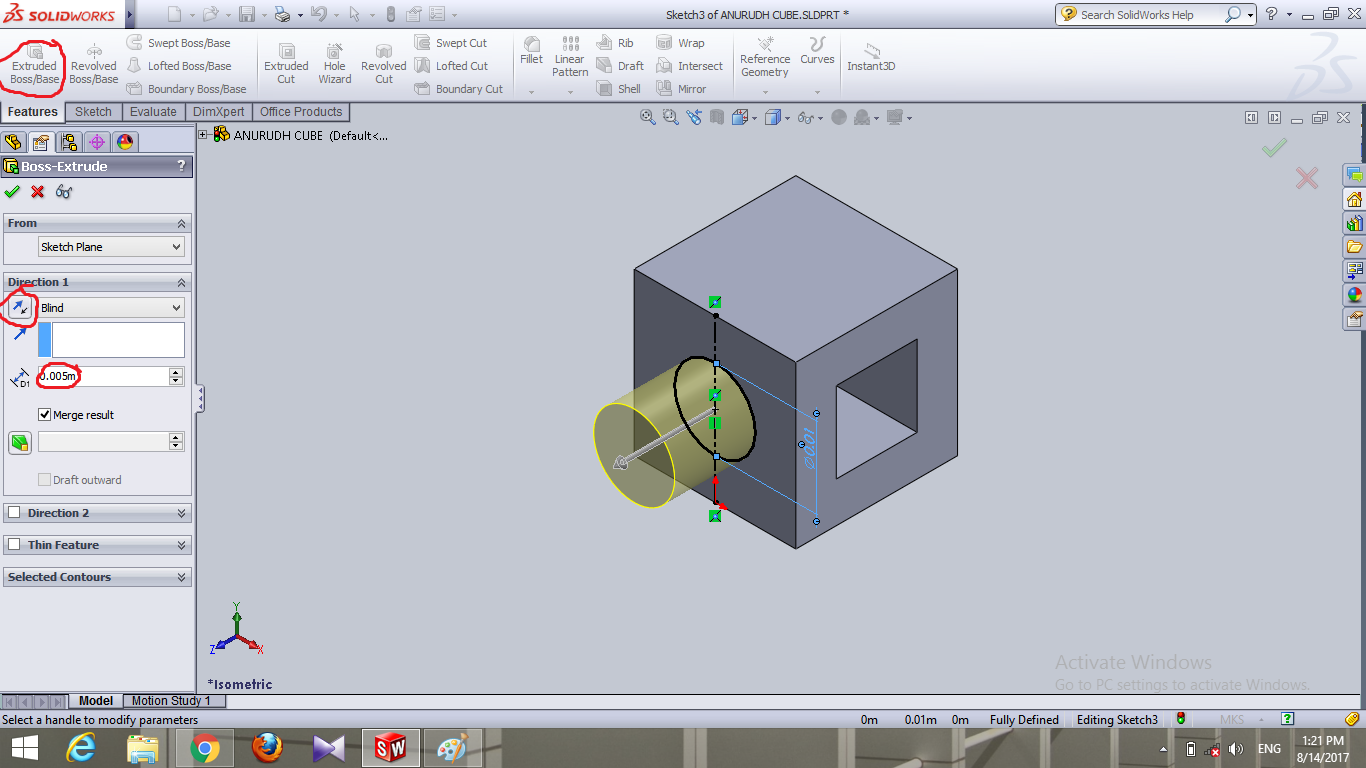 SOLIDWORKS
Sketch3 of ANURUDH CUBE.SLDPRT *
Search SolidWorks Help
?
Extruded Boss/Base
Revolved Boss/Base
Swept Boss/Base
Lofted Boss/Base
Boundary Boss/Base
Extruded Cut
Hole Wizard
Revolved Cut
Swept Cut
Lofted Cut
Boundary Cut
Fillet
Linear Pattern
Rib
Draft
Shell
Wrap
Intersect
Mirror
Reference Geometry
Curves
Instant3D
Features Sketch Evaluate DimXpert Office Products
ANURUDH CUBE (Default<...
Boss-Extrude ?
From
Sketch Plane
Direction 1
Blind
D1
0.005m
Merge result
Draft outward
Direction 2
Thin Feature
Selected Contours
∅0.01
Y
Z
X
*Isometric
Activate Windows
Go to PC settings to activate Windows.
Model Motion Study 1
Select a handle to modify parameters 0m 0.01m 0m Fully Defined Editing Sketch3 MKS ?
SW
ENG
1:21 PM
8/14/2017